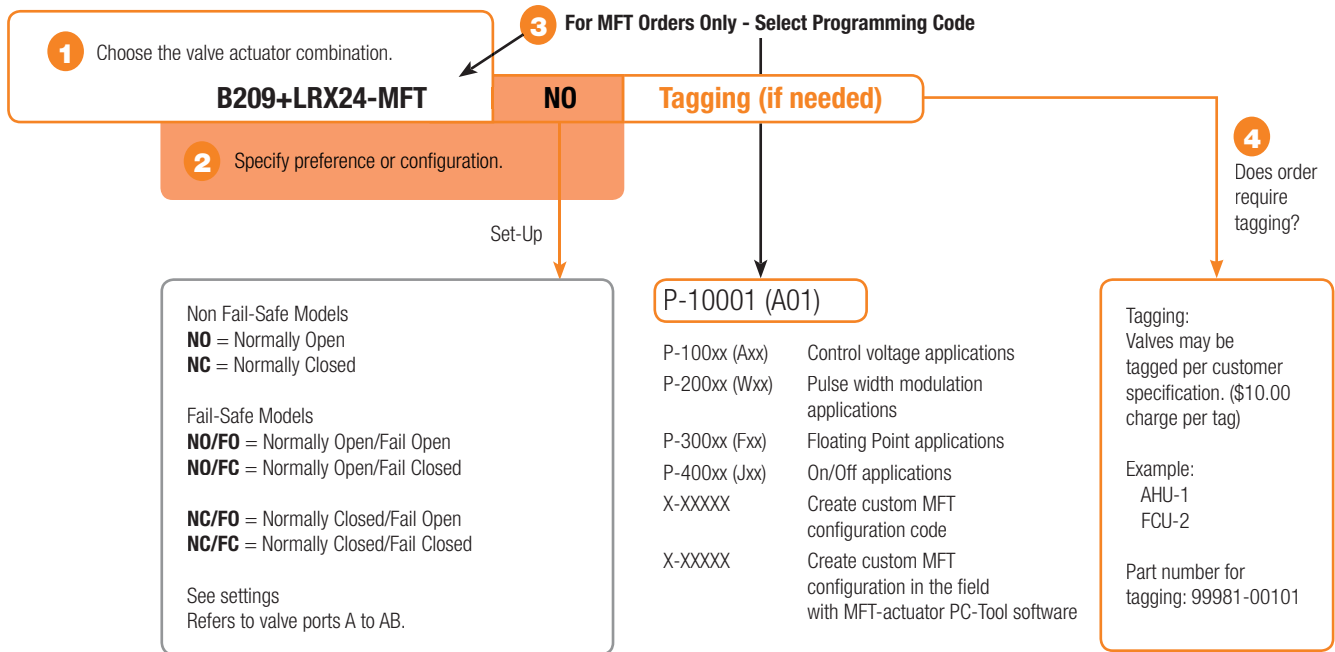 1 Choose the valve actuator combination.
3 For MFT Orders Only - Select Programming Code
B209+LRX24-MFT NO Tagging (if needed)
2 Specify preference or configuration.
4
Does order
require
tagging?
Set-Up
Non Fail-Safe Models
NO = Normally Open
NC = Normally Closed
Fail-Safe Models
NO/FO = Normally Open/Fail Open
NO/FC = Normally Open/Fail Closed
NC/FO = Normally Closed/Fail Open
NC/FC = Normally Closed/Fail Closed
See settings
Refers to valve ports A to AB.
P-10001 (A01)
P-100xx (Axx) Control voltage applications
P-200xx (Wxx) Pulse width modulation
applications
P-300xx (Fxx) Floating Point applications
P-400xx (Jxx) On/Off applications
X-XXXXX Create custom MFT
configuration code
X-XXXXX Create custom MFT
configuration in the field
with MFT-actuator PC-Tool software
Tagging:
Valves may be
tagged per customer
specification. ($10.00
charge per tag)
Example:
AHU-1
FCU-2
Part number for
tagging: 99981-00101